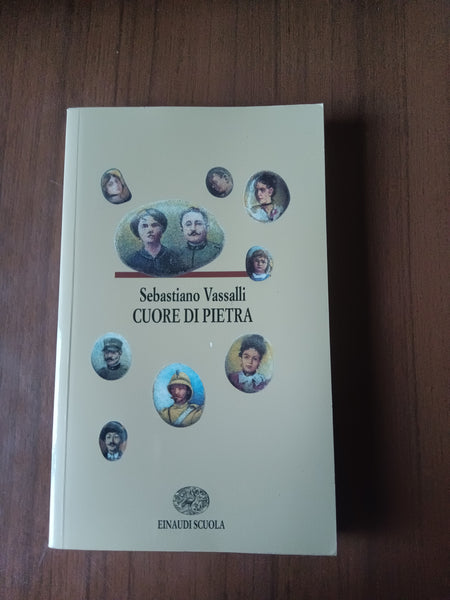 Sebastiano Vassalli
CUORE DI PIETRA
EINAUDI SCUOLA